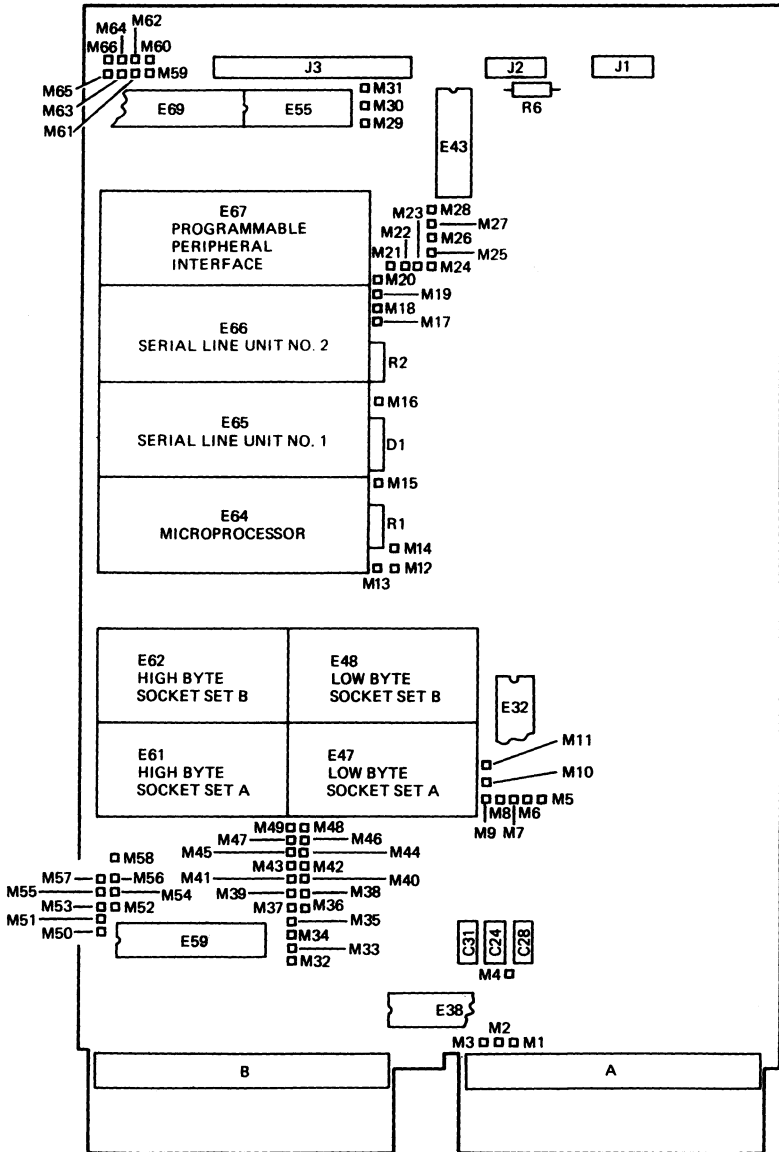 M62
M64
M66 M60
M59
M65
M63
M61
J3
J2
J1
M31
M30
M29
R6
E69
E55
E43
E67
PROGRAMMABLE
PERIPHERAL
INTERFACE
M23
M28
M27
M22
M26
M25
M21
M24
M20
M19
M18
M17
E66
SERIAL LINE UNIT NO. 2
R2
M16
E65
SERIAL LINE UNIT NO. 1
D1
M15
E64
MICROPROCESSOR
R1
M14
M13
M12
E62
HIGH BYTE
SOCKET SET B
E48
LOW BYTE
SOCKET SET B
E32
E61
HIGH BYTE
SOCKET SET A
E47
LOW BYTE
SOCKET SET A
M11
M10
M5
M8 M6
M9 M7
M49 M48
M47 M46
M45 M44
M58
M43 M42
M57 M56
M41 M40
M55 M54
M39 M38
M53 M52
M37 M36
M51
M35
M50
M34
M33
M32
E59
C31
C24
C28
M4
E38
M2
M3 M1
B
A